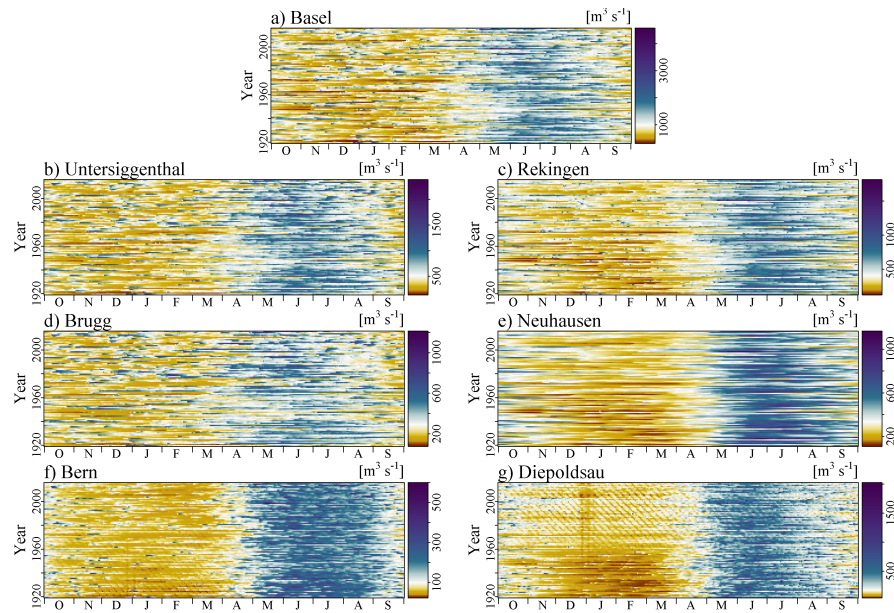 a) Basel [m³ s⁻¹]
Year
1920 1960 2000
1000 3000
O N D J F M A M J J A S
b) Untersiggenthal [m³ s⁻¹]
Year
1920 1960 2000
500 1500
O N D J F M A M J J A S
c) Rekingen [m³ s⁻¹]
1920 1960 2000
500 1000
O N D J F M A M J J A S
d) Brugg [m³ s⁻¹]
Year
1920 1960 2000
200 600 1000
O N D J F M A M J J A S
e) Neuhausen [m³ s⁻¹]
1920 1960 2000
200 600 1000
O N D J F M A M J J A S
f) Bern [m³ s⁻¹]
Year
1920 1960 2000
100 300 500
O N D J F M A M J J A S
g) Diepoldsau [m³ s⁻¹]
1920 1960 2000
500 1500
O N D J F M A M J J A S